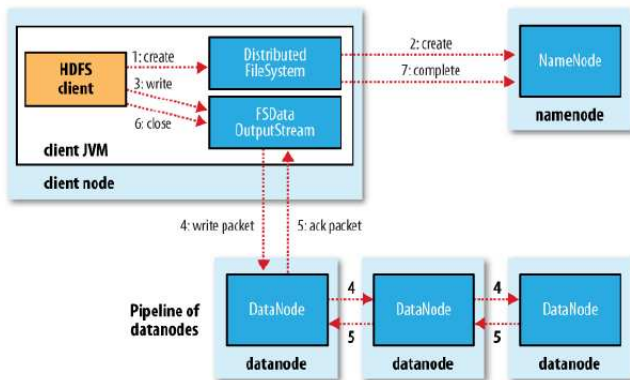 HDFS
client
1: create
3: write
6: close
Distributed
FileSystem
FSData
OutputStream
2: create
7: complete
NameNode
namenode
client JVM
client node
4: write packet
5: ack packet
Pipeline of
datanodes
DataNode
4
5
DataNode
4
5
DataNode
datanode
datanode
datanode